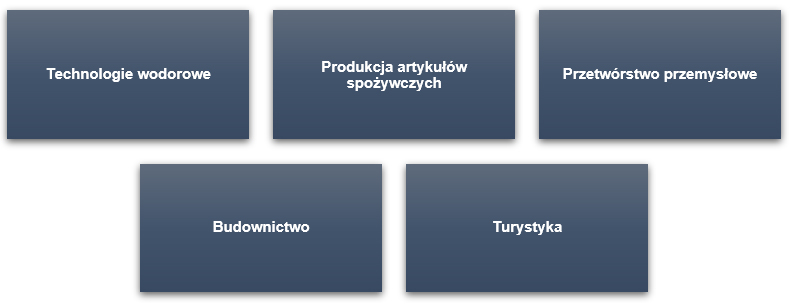 Technologie wodorowe
Produkcja artykułów
spożywczych
Przetwórstwo przemysłowe
Budownictwo
Turystyka